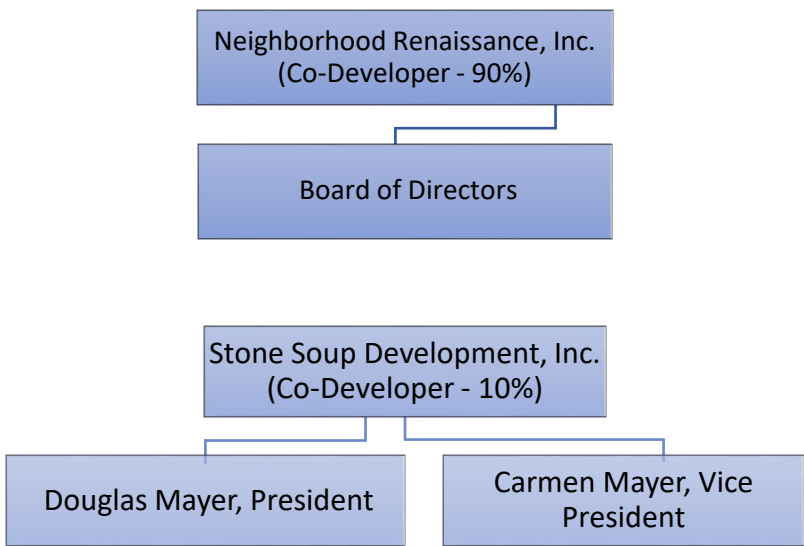 Neighborhood Renaissance, Inc.
(Co-Developer - 90%)
Board of Directors
Stone Soup Development, Inc.
(Co-Developer - 10%)
Douglas Mayer, President
Carmen Mayer, Vice
President